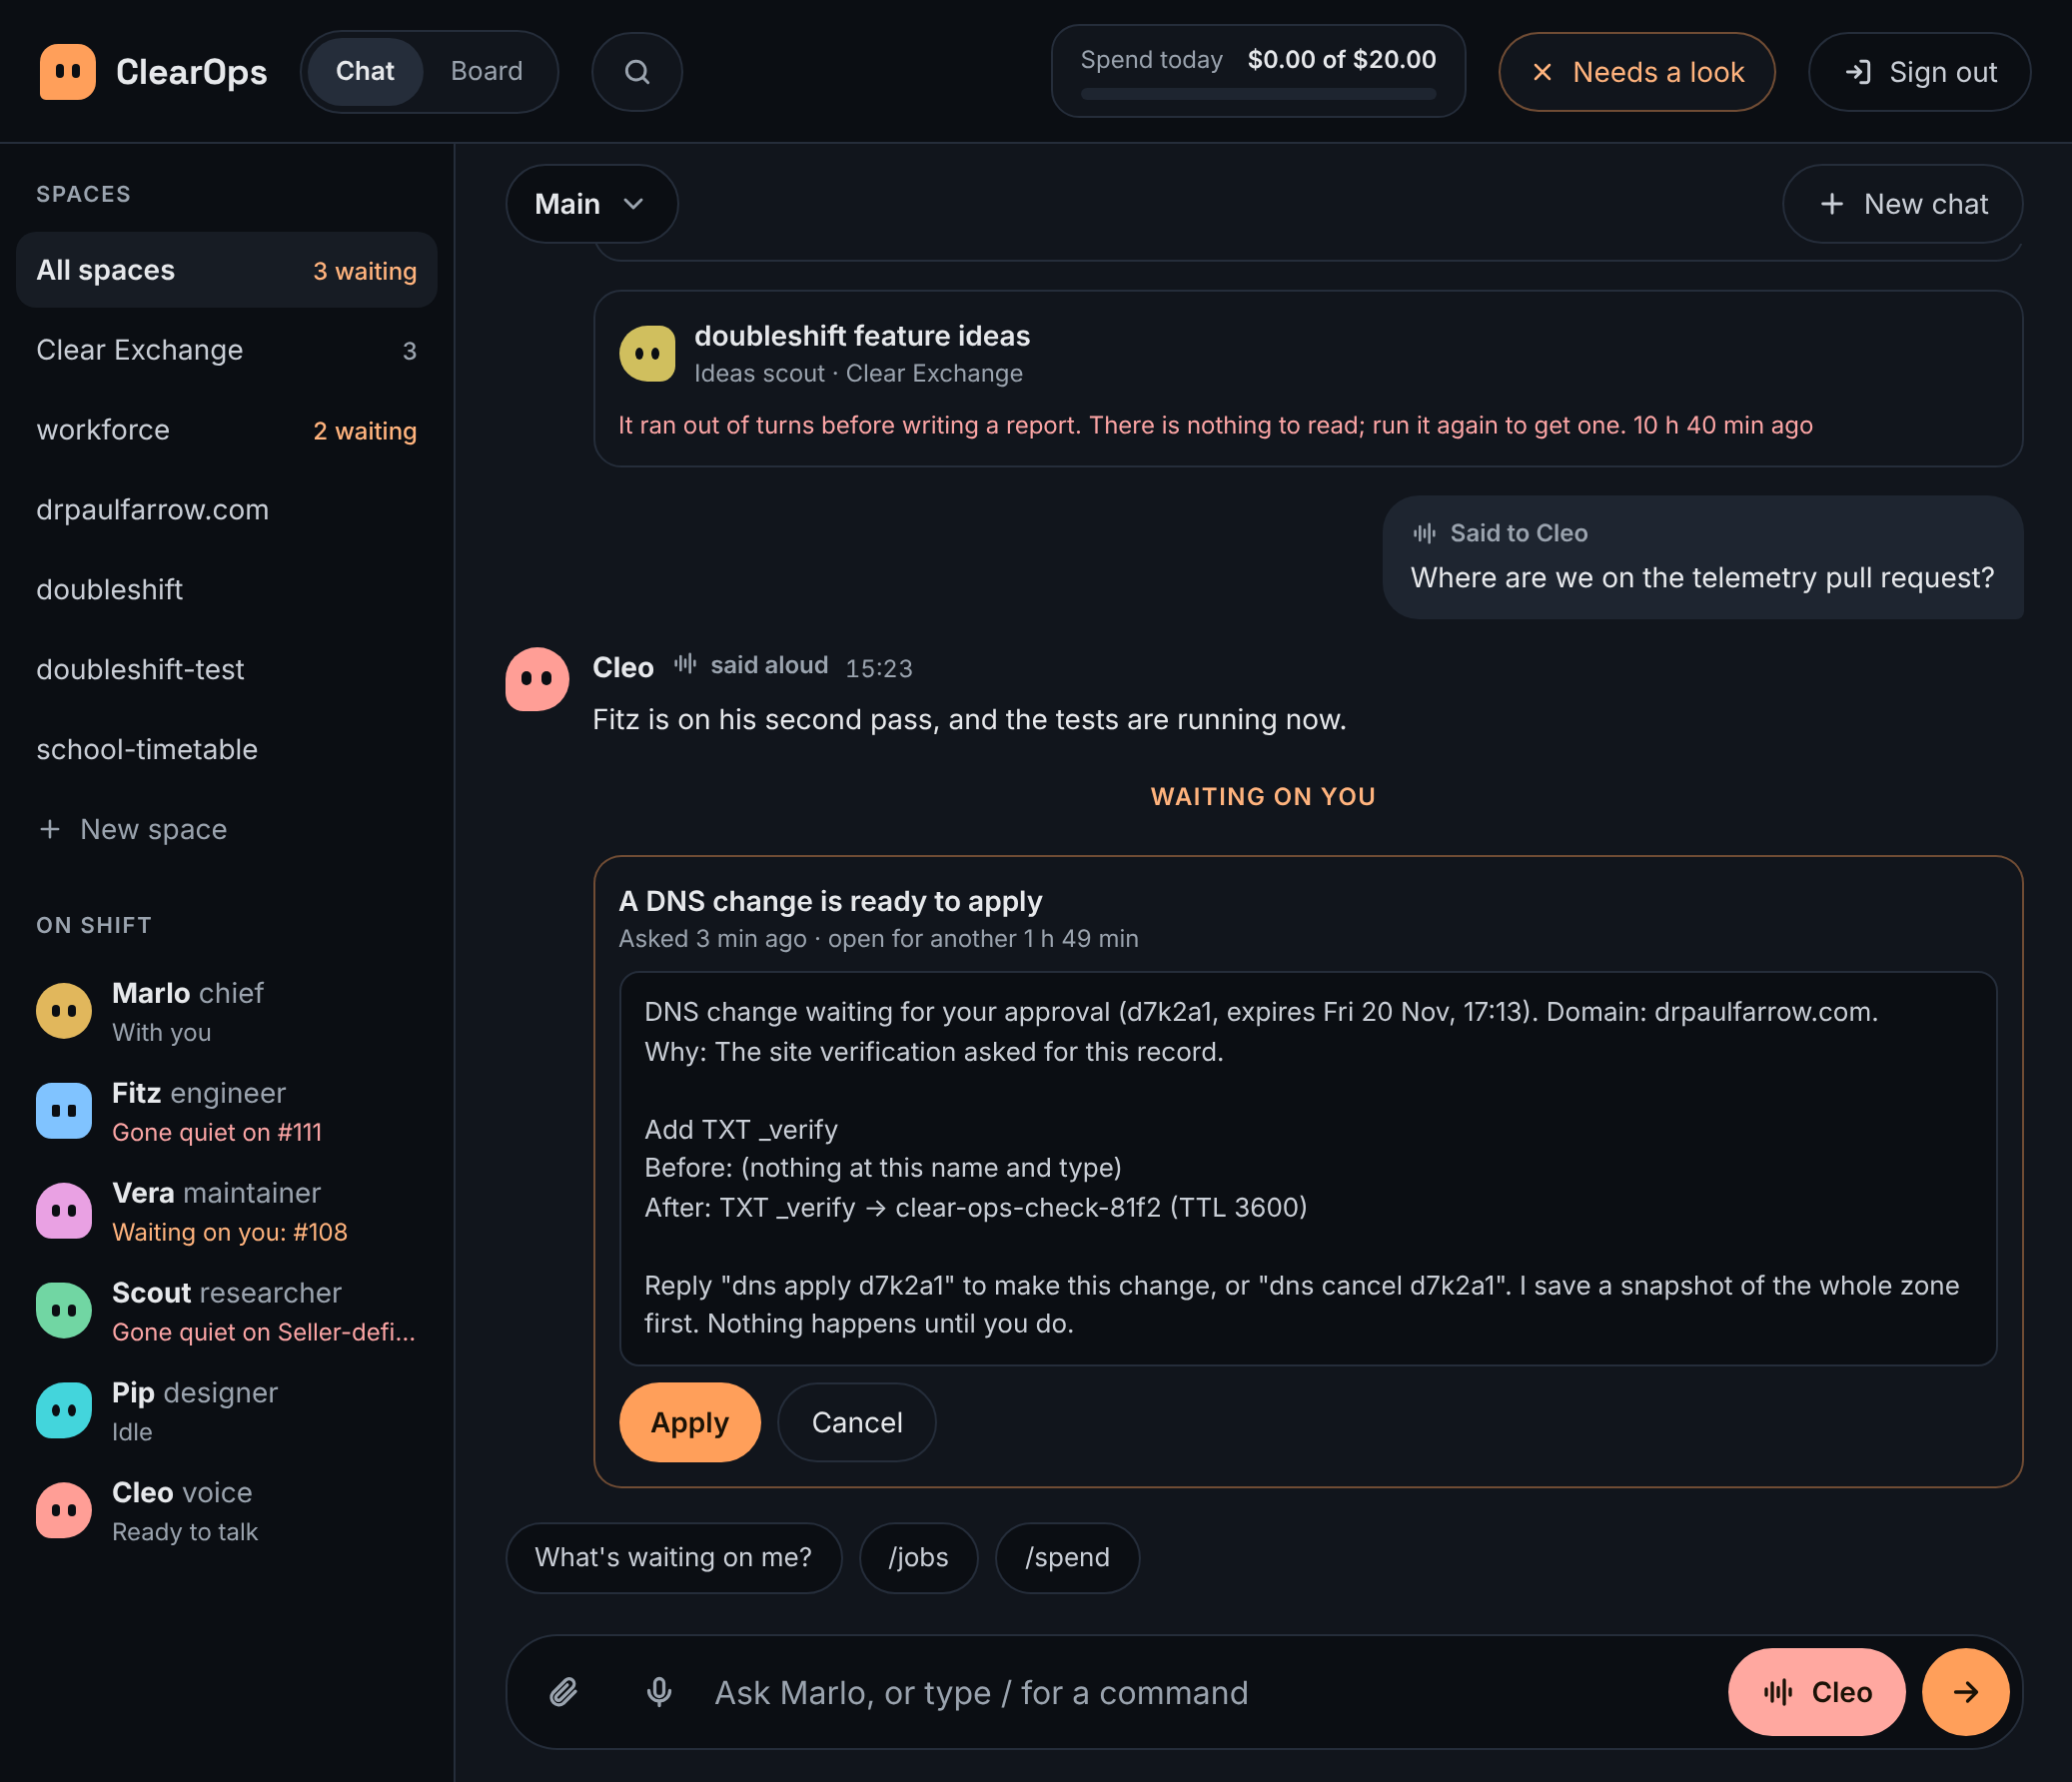 ClearOps
Chat
Board
Spend today $0.00 of $20.00
Needs a look
Sign out
SPACES
All spaces 3 waiting
Clear Exchange 3
workforce 2 waiting
drpaulfarrow.com
doubleshift
doubleshift-test
school-timetable
+ New space
ON SHIFT
Marlo chief
With you
Fitz engineer
Gone quiet on #111
Vera maintainer
Waiting on you: #108
Scout researcher
Gone quiet on Seller-defi...
Pip designer
Idle
Cleo voice
Ready to talk
Main
+ New chat
doubleshift feature ideas
Ideas scout · Clear Exchange
It ran out of turns before writing a report. There is nothing to read; run it again to get one. 10 h 40 min ago
Said to Cleo
Where are we on the telemetry pull request?
Cleo said aloud 15:23
Fitz is on his second pass, and the tests are running now.
WAITING ON YOU
A DNS change is ready to apply
Asked 3 min ago · open for another 1 h 49 min
DNS change waiting for your approval (d7k2a1, expires Fri 20 Nov, 17:13). Domain: drpaulfarrow.com.
Why: The site verification asked for this record.
Add TXT _verify
Before: (nothing at this name and type)
After: TXT _verify → clear-ops-check-81f2 (TTL 3600)
Reply "dns apply d7k2a1" to make this change, or "dns cancel d7k2a1". I save a snapshot of the whole zone
first. Nothing happens until you do.
Apply
Cancel
What's waiting on me?
/jobs
/spend
Ask Marlo, or type / for a command
Cleo